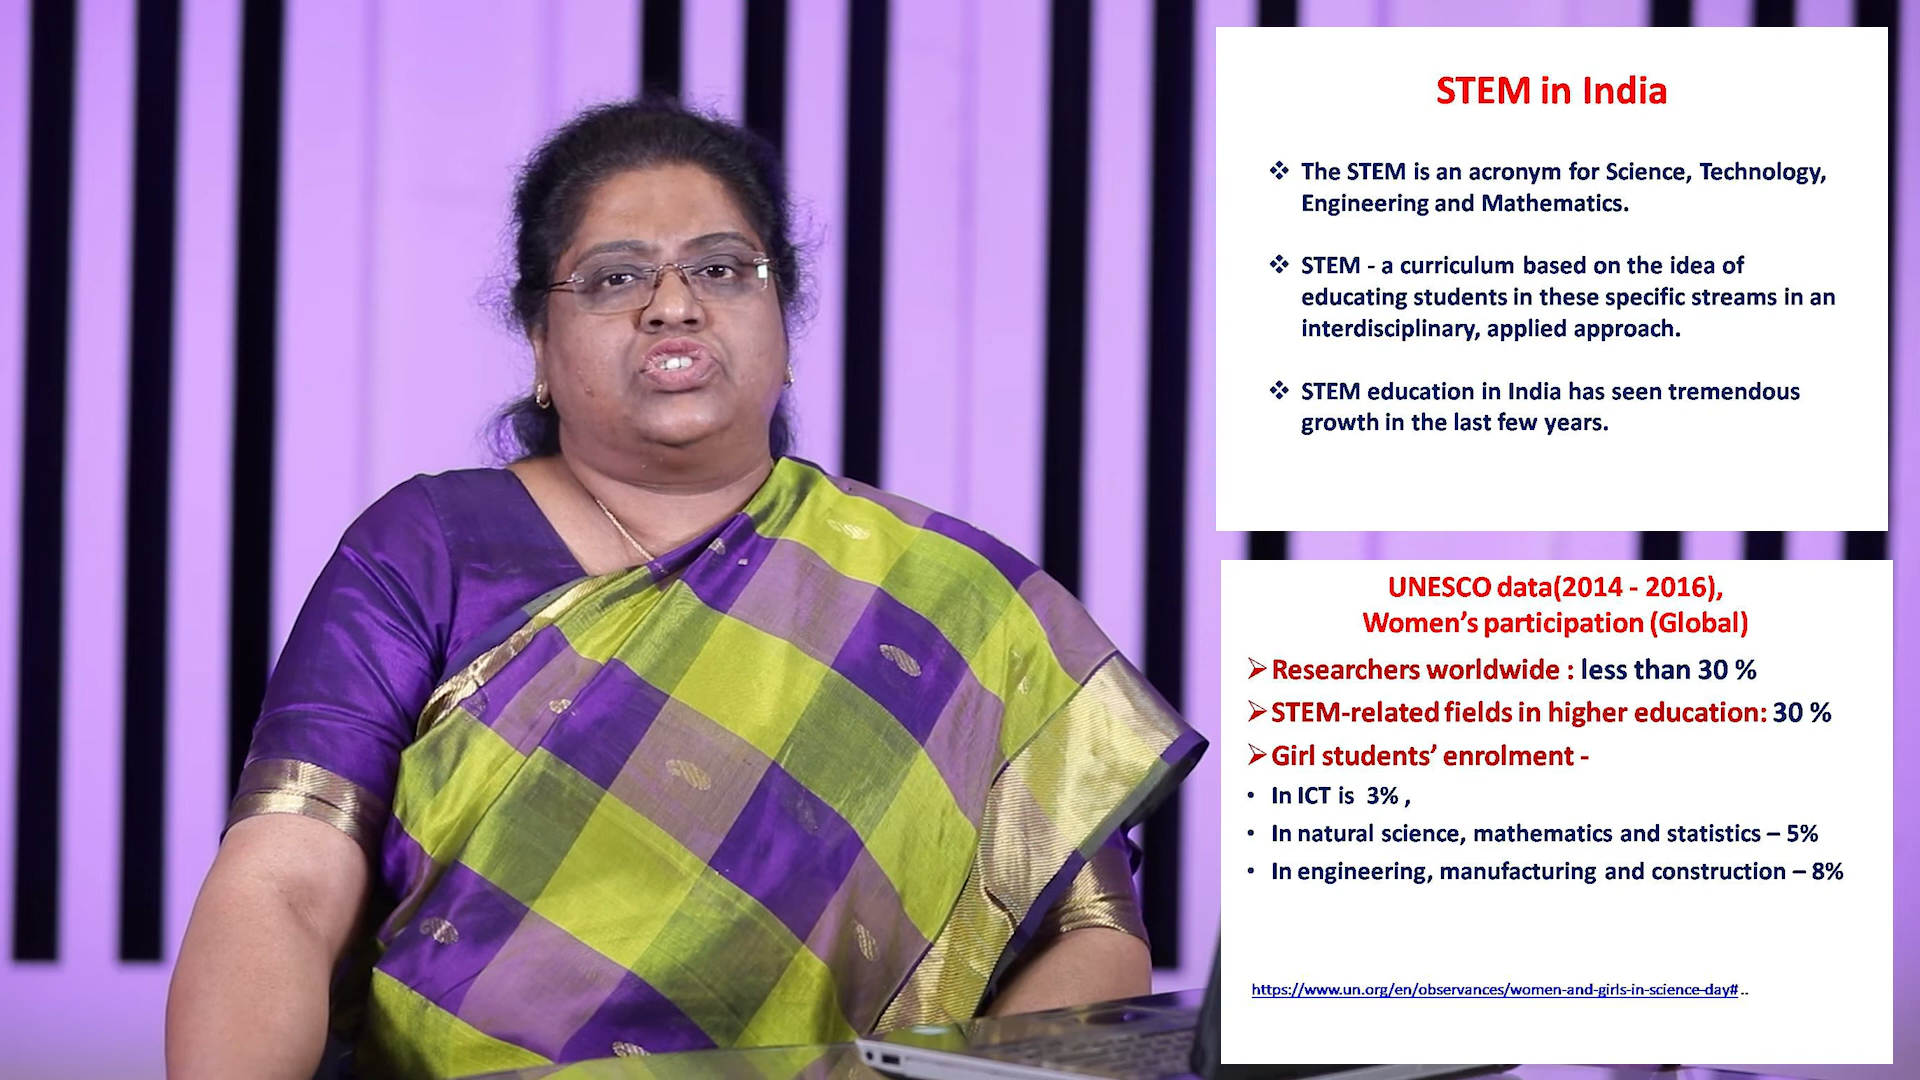 STEM in India
❖ The STEM is an acronym for Science, Technology,
Engineering and Mathematics.
❖ STEM - a curriculum based on the idea of
educating students in these specific streams in an
interdisciplinary, applied approach.
❖ STEM education in India has seen tremendous
growth in the last few years.
UNESCO data(2014 - 2016),
Women’s participation (Global)
➢Researchers worldwide : less than 30 %
➢STEM-related fields in higher education: 30 %
➢Girl students’ enrolment -
• In ICT is 3% ,
• In natural science, mathematics and statistics – 5%
• In engineering, manufacturing and construction – 8%
https://www.un.org/en/observances/women-and-girls-in-science-day# ..